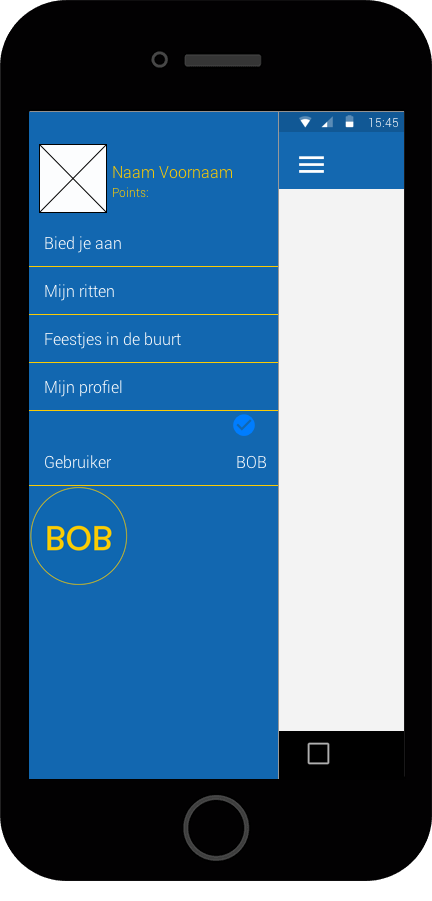 15:45
Naam Voornaam
Points:
Bied je aan
Mijn ritten
Feestjes in de buurt
Mijn profiel
Gebruiker BOB
BOB